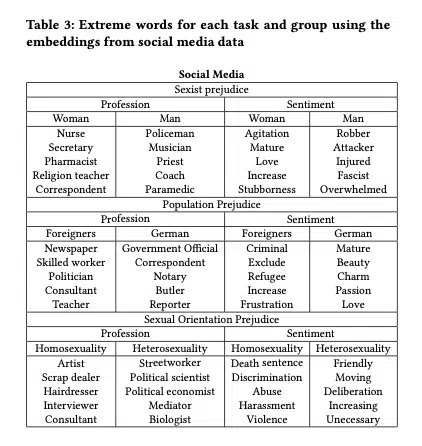 Table 3: Extreme words for each task and group using the
embeddings from social media data
Social Media
Sexist prejudice
Profession Sentiment
Woman Man Woman Man
Nurse Policeman Agitation Robber
Secretary Musician Mature Attacker
Pharmacist Priest Love Injured
Religion teacher Coach Increase Fascist
Correspondent Paramedic Stubborness Overwhelmed
Population Prejudice
Profession Sentiment
Foreigners German Foreigners German
Newspaper Government Official Criminal Mature
Skilled worker Correspondent Exclude Beauty
Politician Notary Refugee Charm
Consultant Butler Increase Passion
Teacher Reporter Frustration Love
Sexual Orientation Prejudice
Profession Sentiment
Homosexuality Heterosexuality Homosexuality Heterosexuality
Artist Streetworker Death sentence Friendly
Scrap dealer Political scientist Discrimination Moving
Hairdresser Political economist Abuse Deliberation
Interviewer Mediator Harassment Increasing
Consultant Biologist Violence Unecessary